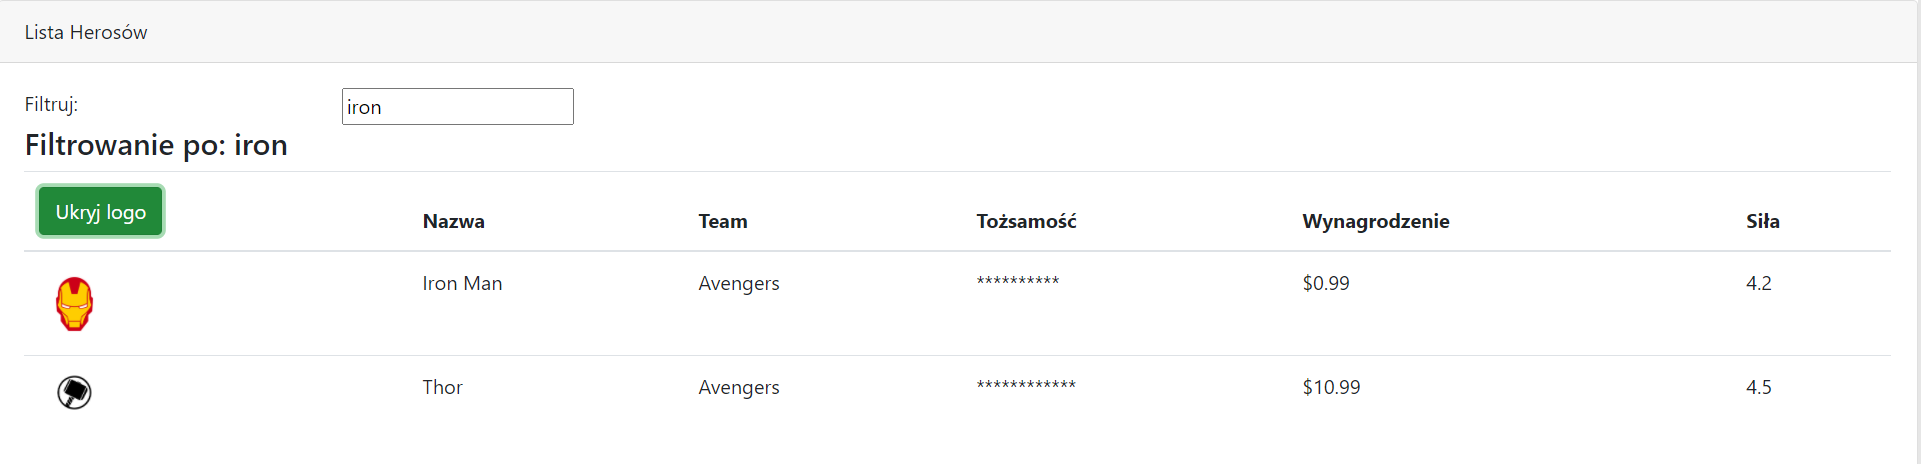 Lista Herosów
Filtruj: iron
Filtrowanie po: iron
Ukryj logo Nazwa Team Tożsamość Wynagrodzenie Siła
Iron Man Avengers ********** $0.99 4.2
Thor Avengers ************ $10.99 4.5